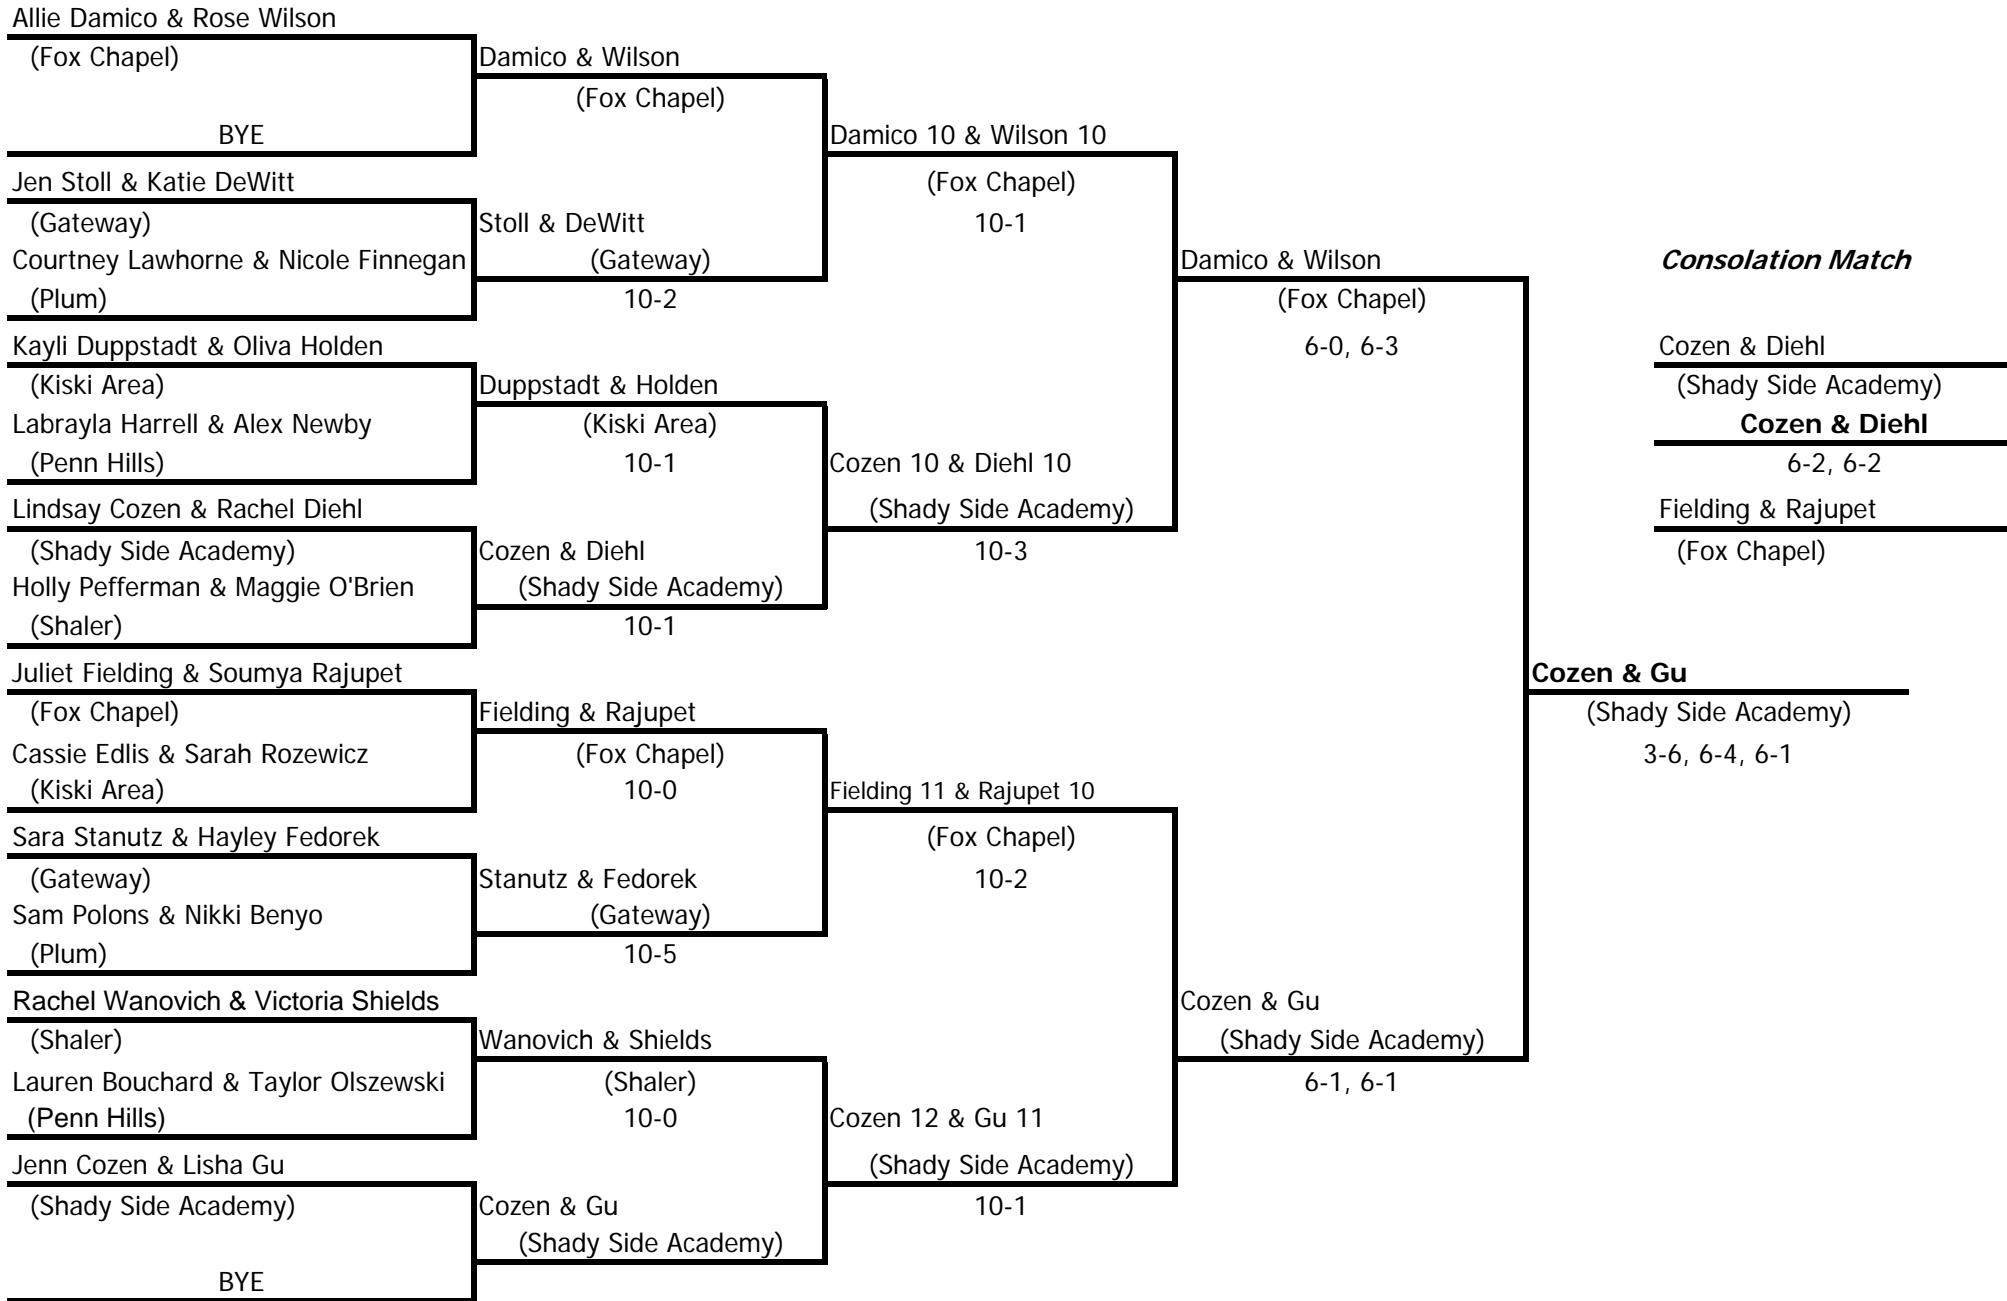 Allie Damico & Rose Wilson
(Fox Chapel)
BYE
Jen Stoll & Katie DeWitt
(Gateway)
Courtney Lawhorne & Nicole Finnegan
(Plum)
Kayli Duppstadt & Oliva Holden
(Kiski Area)
Labrayla Harrell & Alex Newby
(Penn Hills)
Lindsay Cozen & Rachel Diehl
(Shady Side Academy)
Holly Pefferman & Maggie O'Brien
(Shaler)
Juliet Fielding & Soumya Rajupet
(Fox Chapel)
Cassie Edlis & Sarah Rozewicz
(Kiski Area)
Sara Stanutz & Hayley Fedorek
(Gateway)
Sam Polons & Nikki Benyo
(Plum)
Rachel Wanovich & Victoria Shields
(Shaler)
Lauren Bouchard & Taylor Olszewski
(Penn Hills)
Jenn Cozen & Lisha Gu
(Shady Side Academy)
BYE
Damico & Wilson
(Fox Chapel)
Stoll & DeWitt
(Gateway)
10-2
Duppstadt & Holden
(Kiski Area)
10-1
Cozen & Diehl
(Shady Side Academy)
10-1
Fielding & Rajupet
(Fox Chapel)
10-0
Stanutz & Fedorek
(Gateway)
10-5
Wanovich & Shields
(Shaler)
10-0
Cozen & Gu
(Shady Side Academy)
Damico 10 & Wilson 10
(Fox Chapel)
10-1
Cozen 10 & Diehl 10
(Shady Side Academy)
10-3
Fielding 11 & Rajupet 10
(Fox Chapel)
10-2
Cozen 12 & Gu 11
(Shady Side Academy)
10-1
Damico & Wilson
(Fox Chapel)
6-0, 6-3
Cozen & Gu
(Shady Side Academy)
6-1, 6-1
Cozen & Gu
(Shady Side Academy)
3-6, 6-4, 6-1
Consolation Match
Cozen & Diehl
(Shady Side Academy)
Cozen & Diehl
6-2, 6-2
Fielding & Rajupet
(Fox Chapel)